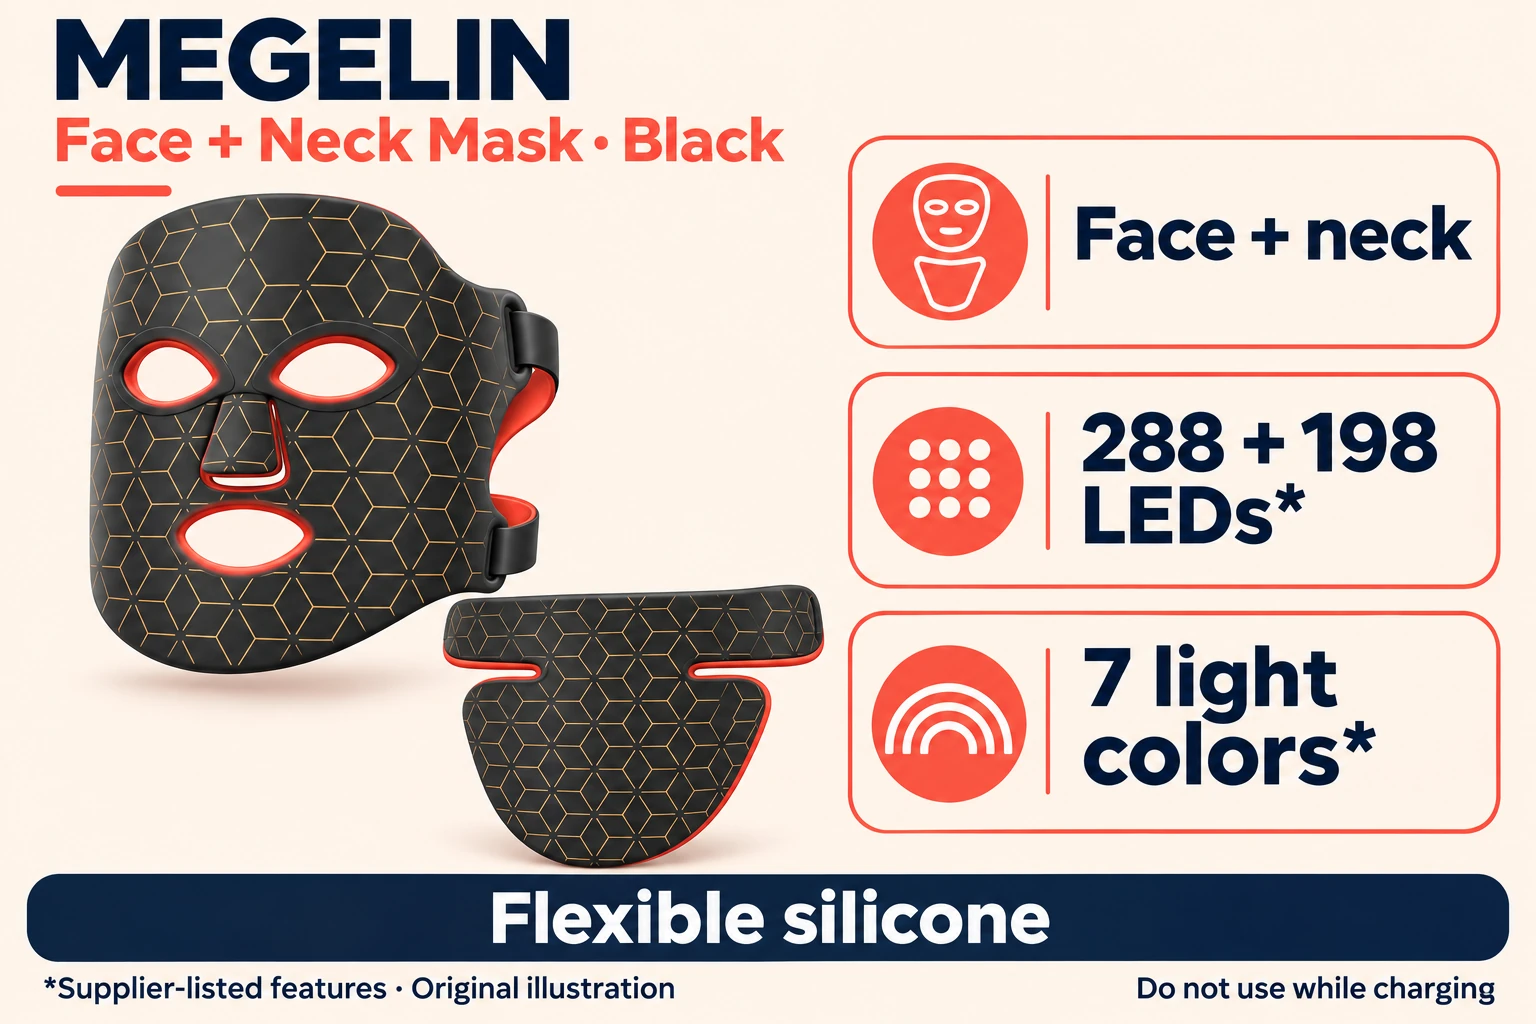 MEGELIN
Face + Neck Mask · Black
Face + neck
288 + 198
LEDs*
7 light
colors*
Flexible silicone
*Supplier-listed features · Original illustration
Do not use while charging